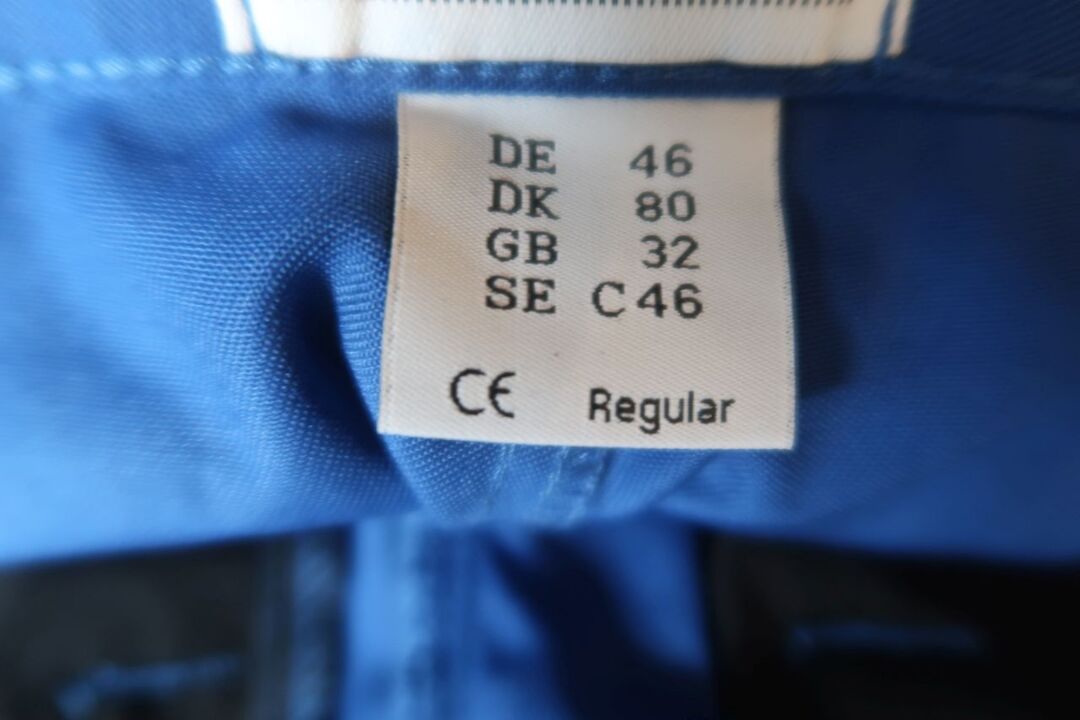 DE 46
DK 80
GB 32
SE C46
CE Regular